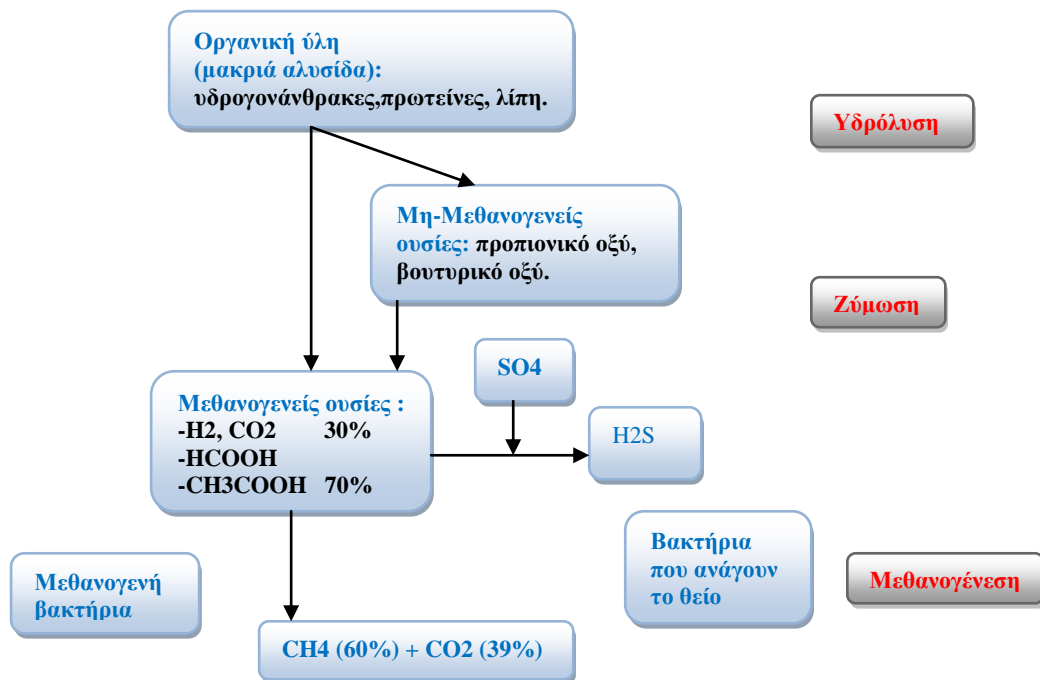 Οργανική ύλη
(μακριά αλυσίδα):
υδρογονάνθρακες,πρωτείνες, λίπη.
Υδρόλυση
Μη-Μεθανογενείς
ουσίες: προπιονικό οξύ,
βουτυρικό οξύ.
Ζύμωση
SO4
Μεθανογενείς ουσίες :
-H2, CO2 30%
-HCOOH
-CH3COOH 70%
H2S
Βακτήρια
που ανάγουν
το θείο
Μεθανογένεση
Μεθανογενή
βακτήρια
CH4 (60%) + CO2 (39%)